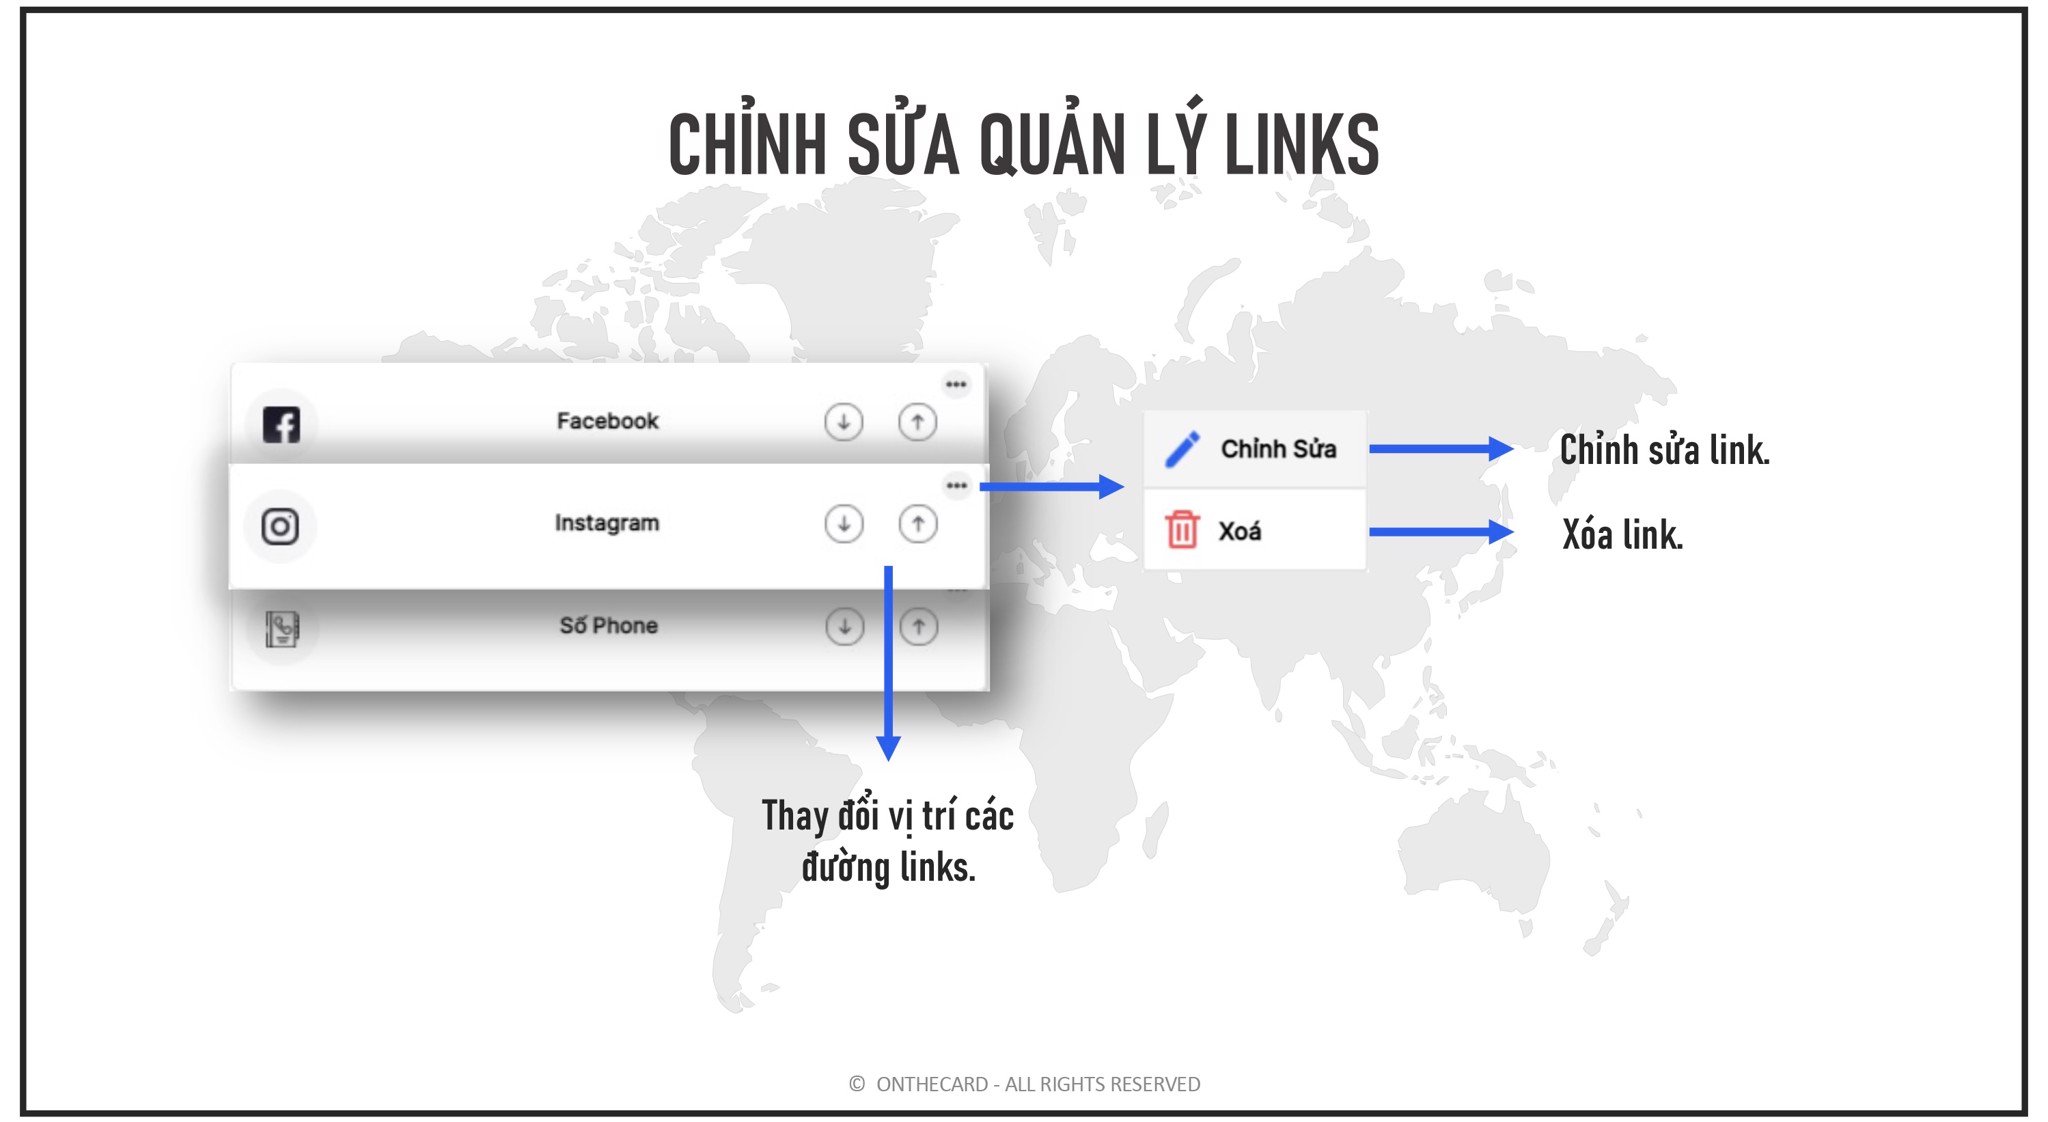 CHỈNH SỬA QUẢN LÝ LINKS
Facebook
Instagram
Số Phone
Chỉnh Sửa
Xoá
Chỉnh sửa link.
Xóa link.
Thay đổi vị trí các
đường links.
© ONTHECARD - ALL RIGHTS RESERVED